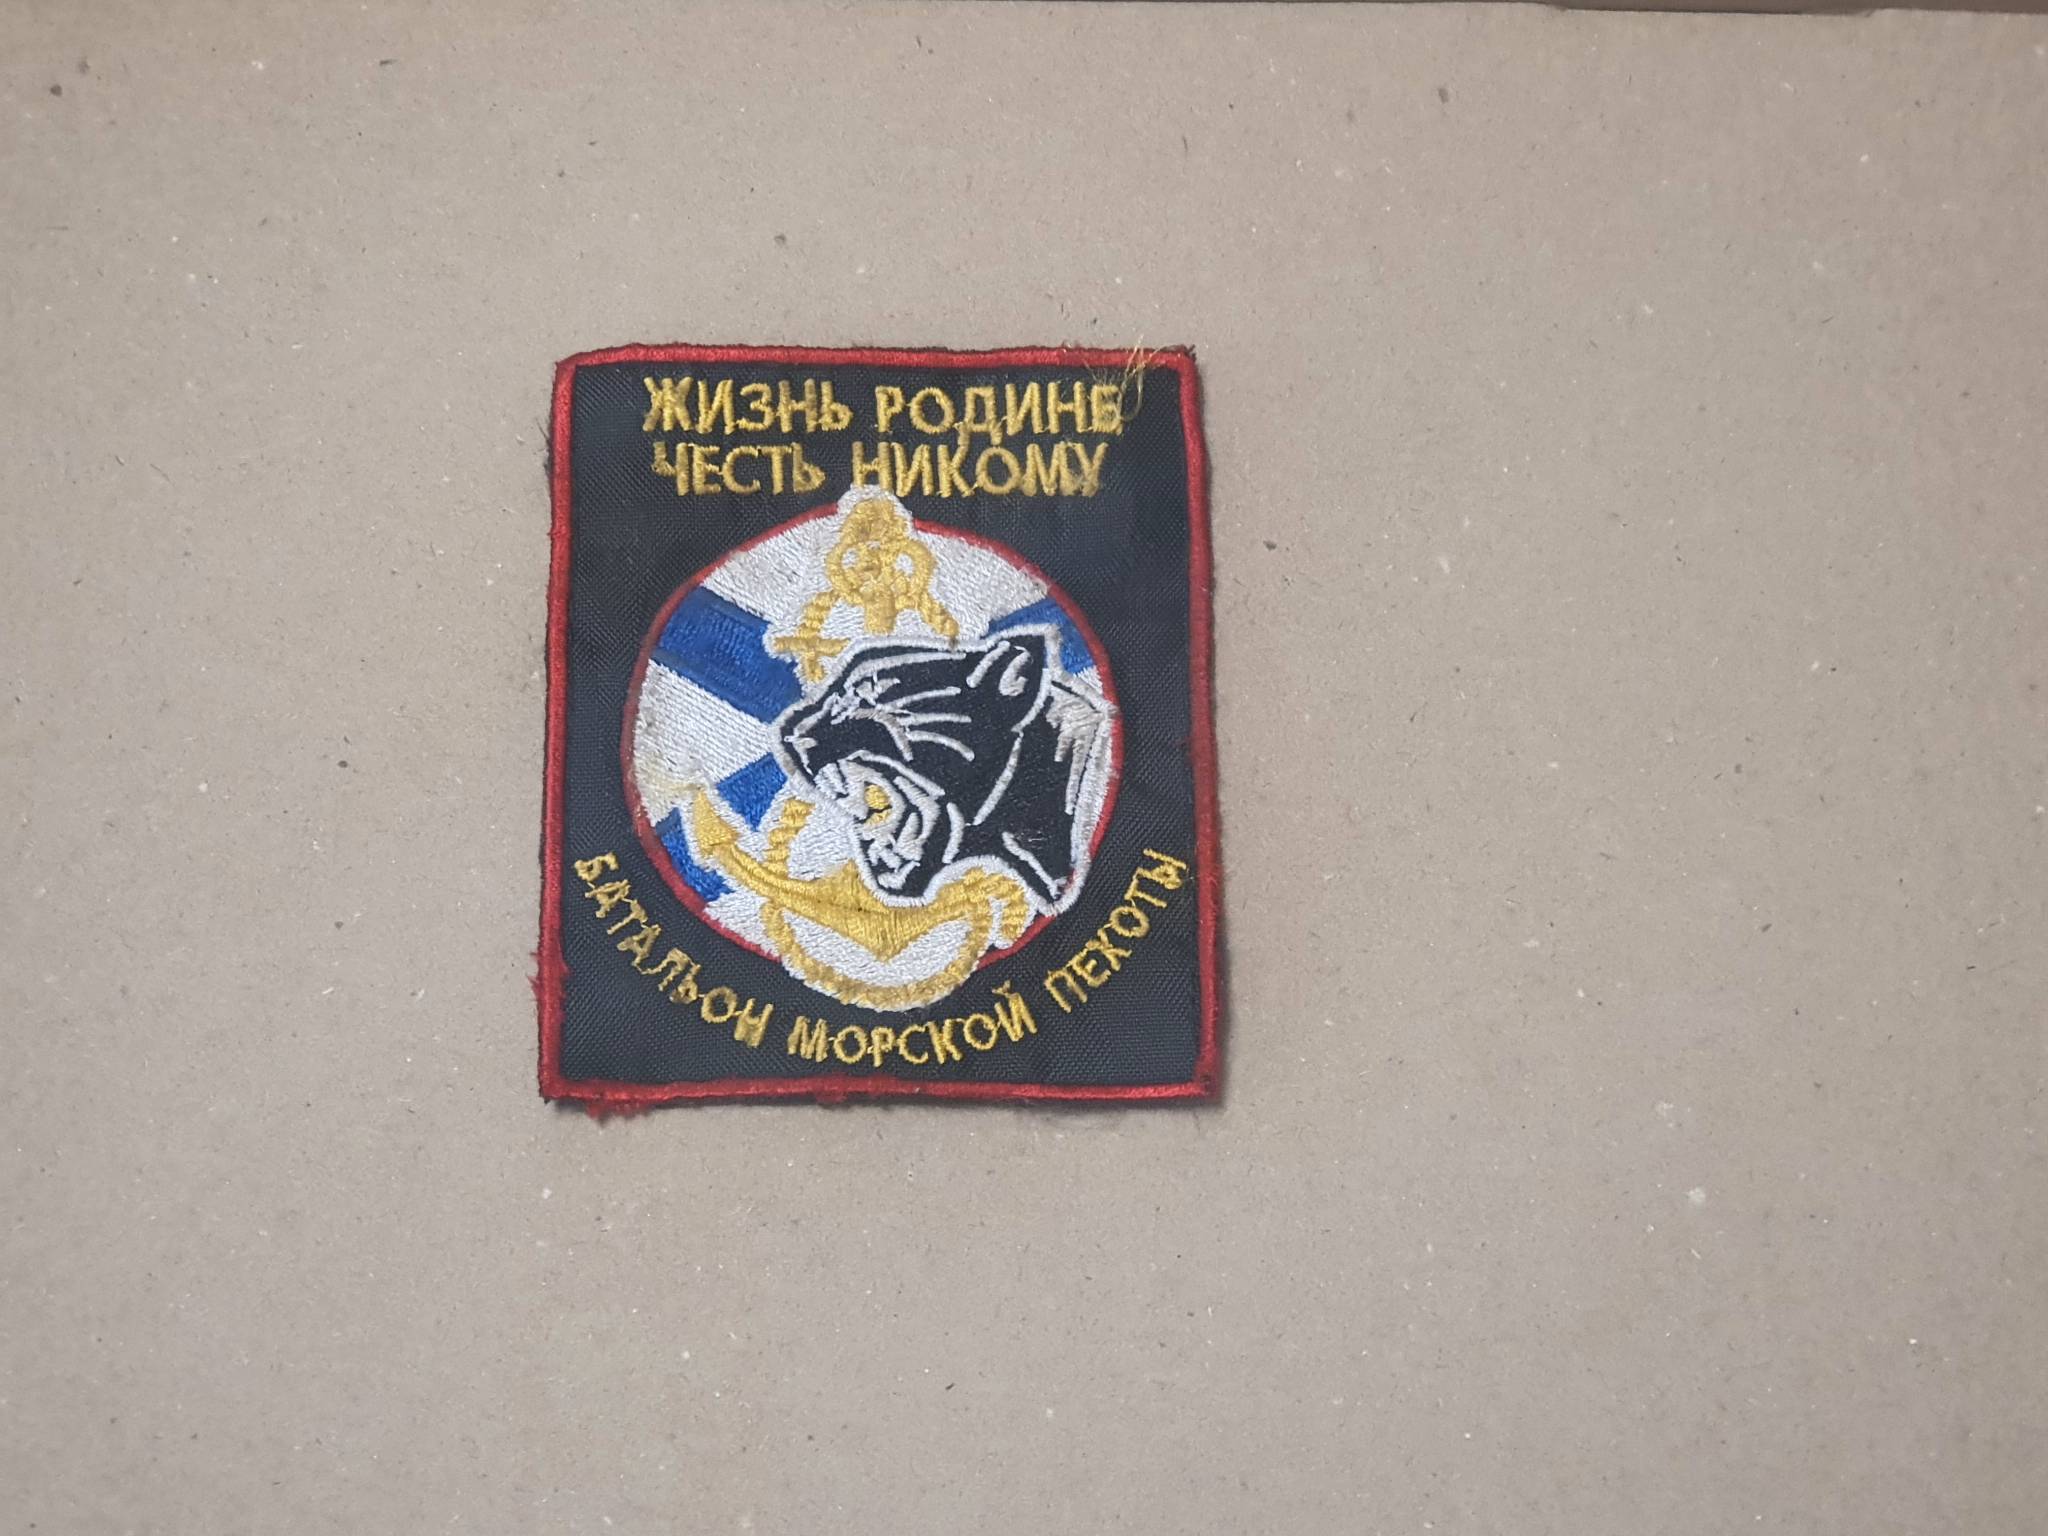 ЖИЗНЬ РОДИНЕ
ЧЕСТЬ НИКОМУ
БАТАЛЬОН МОРСКОЙ ПЕХОТЫ